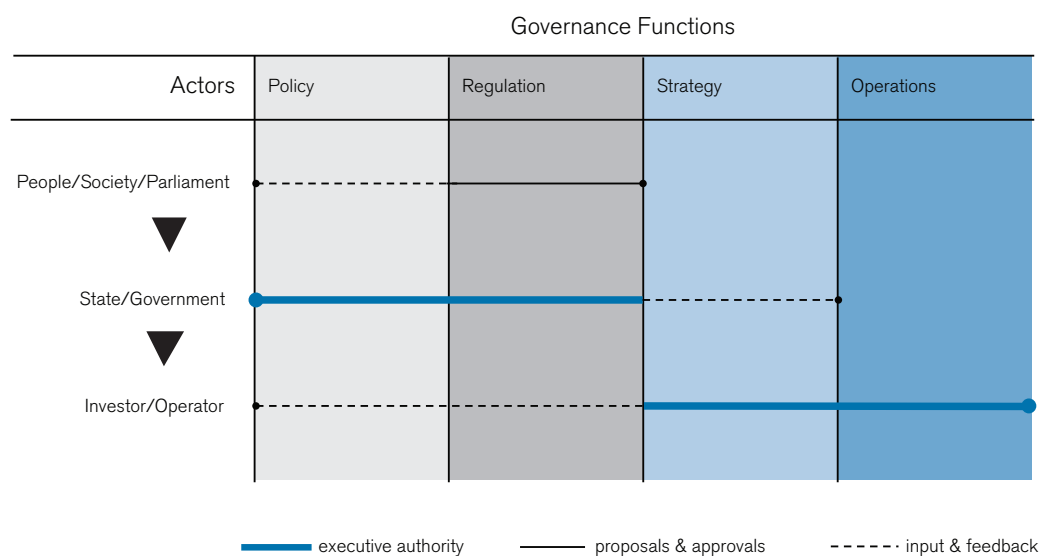 Governance Functions
Actors Policy Regulation Strategy Operations
People/Society/Parliament
State/Government
Investor/Operator
executive authority proposals & approvals input & feedback